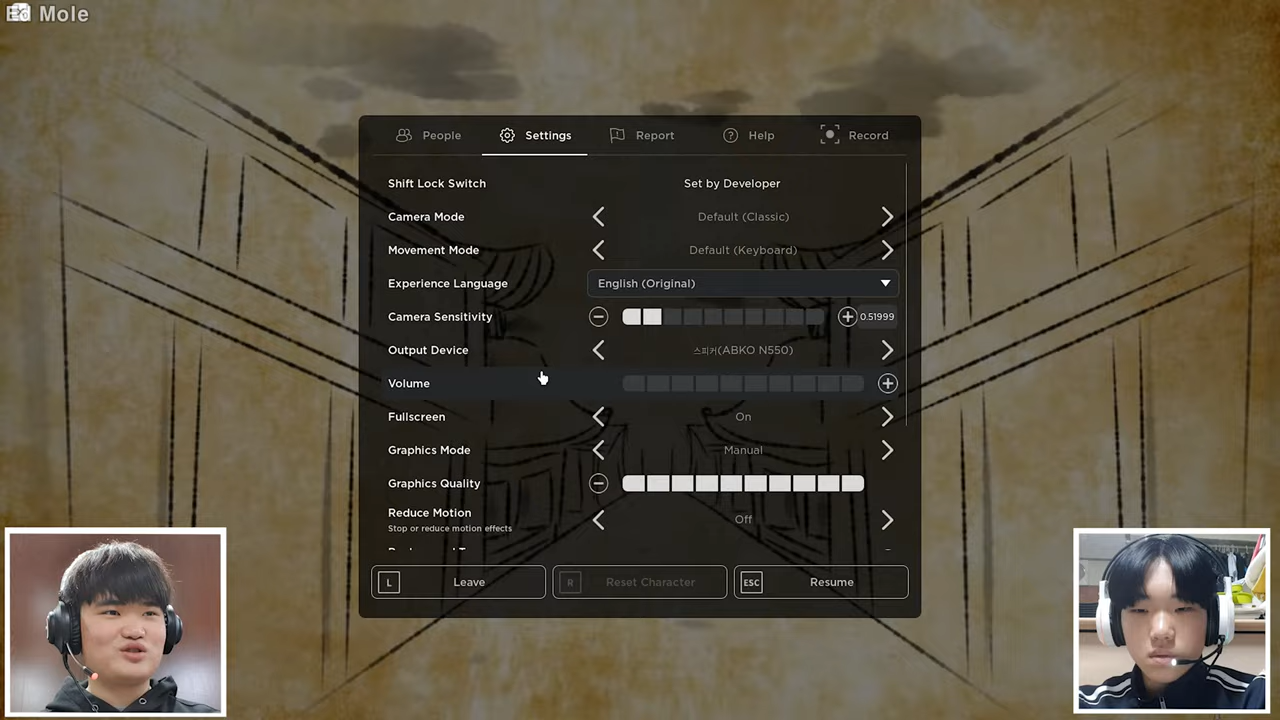 Mole
People
Settings
Report
Help
Record
Shift Lock Switch
Set by Developer
Camera Mode
Default (Classic)
Movement Mode
Default (Keyboard)
Experience Language
English (Original)
Camera Sensitivity
0.51999
Output Device
스피커(ABKO N550)
Volume
Fullscreen
On
Graphics Mode
Manual
Graphics Quality
Reduce Motion
Off
Stop or reduce motion effects
L
Leave
R
Reset Character
ESC
Resume